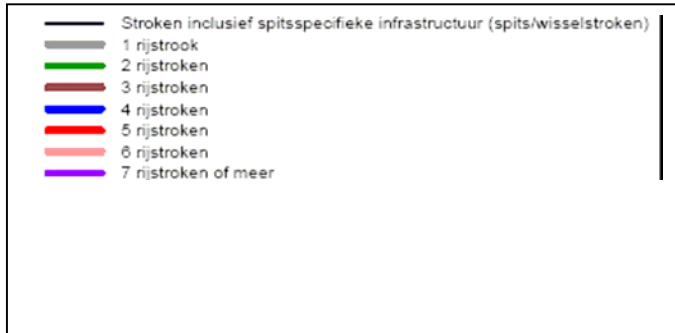 Stroken inclusief spitsspecifieke infrastructuur (spits/wisselstroken)
1 rijstrook
2 rijstroken
3 rijstroken
4 rijstroken
5 rijstroken
6 rijstroken
7 rijstroken of meer